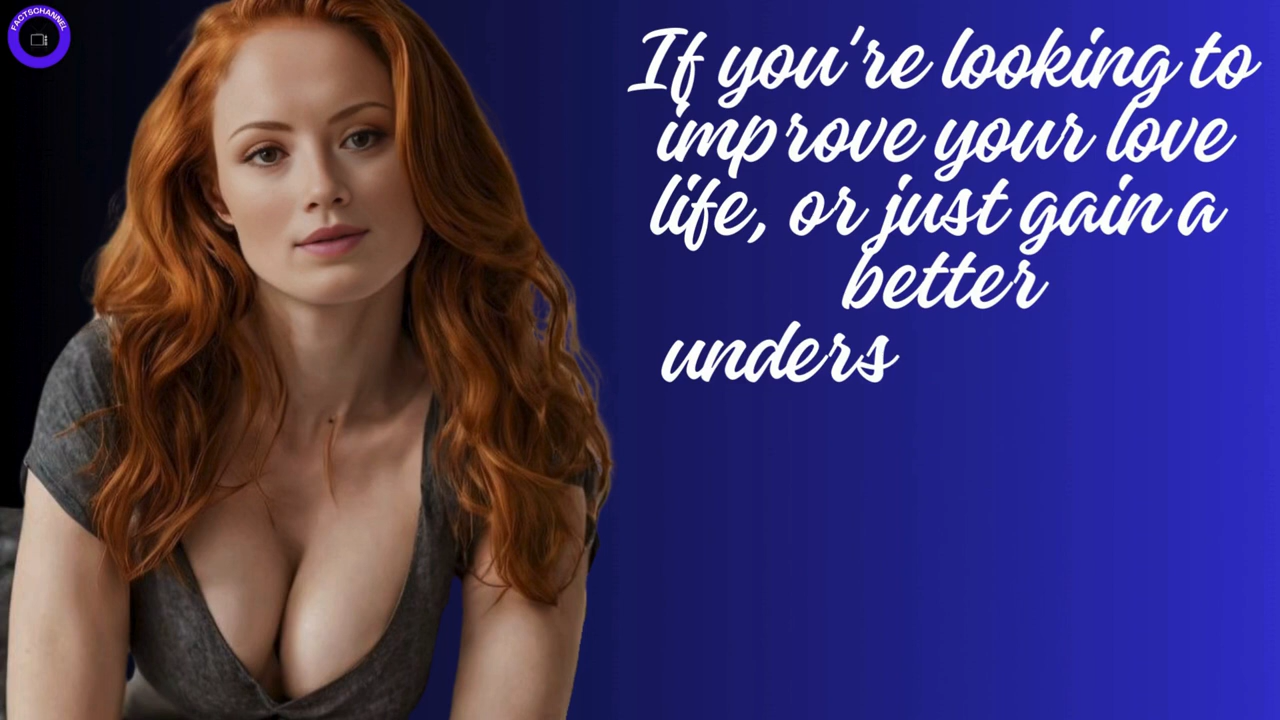 FACTSCHANNEL
If you're looking to
improve your love
life, or just gain a
better
unders